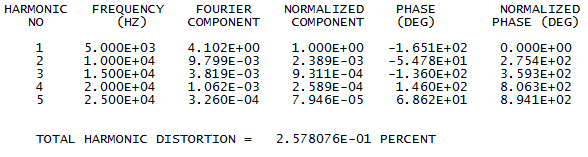 HARMONIC FREQUENCY FOURIER NORMALIZED PHASE NORMALIZED
NO (HZ) COMPONENT COMPONENT (DEG) PHASE (DEG)
1 5.000E+03 4.102E+00 1.000E+00 -1.651E+02 0.000E+00
2 1.000E+04 9.799E-03 2.389E-03 -5.478E+01 2.754E+02
3 1.500E+04 3.819E-03 9.311E-04 -1.360E+02 3.593E+02
4 2.000E+04 1.062E-03 2.589E-04 1.460E+02 8.063E+02
5 2.500E+04 3.260E-04 7.946E-05 6.862E+01 8.941E+02
TOTAL HARMONIC DISTORTION = 2.578076E-01 PERCENT